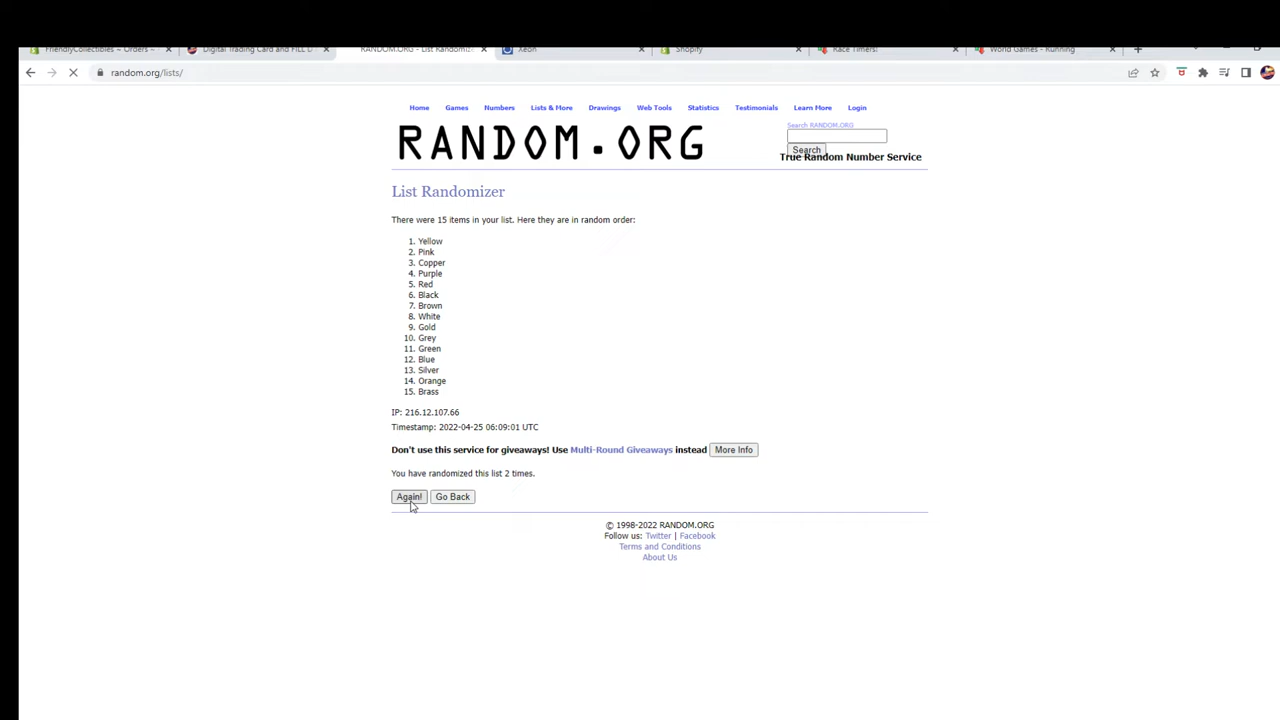 FriendlyCollectibles ~ Orders ~
Digital Trading Card and FILL D
RANDOM.ORG - List Randomize
Xeon
Shopify
Race Timers!
World Games - Running
random.org/lists/
Home Games Numbers Lists & More Drawings Web Tools Statistics Testimonials Learn More Login
RANDOM.ORG
Search RANDOM.ORG
Search
True Random Number Service
List Randomizer
There were 15 items in your list. Here they are in random order:
1. Yellow
2. Pink
3. Copper
4. Purple
5. Red
6. Black
7. Brown
8. White
9. Gold
10. Grey
11. Green
12. Blue
13. Silver
14. Orange
15. Brass
IP: 216.12.107.66
Timestamp: 2022-04-25 06:09:01 UTC
Don't use this service for giveaways! Use Multi-Round Giveaways instead More Info
You have randomized this list 2 times.
Again! Go Back
© 1998-2022 RANDOM.ORG
Follow us: Twitter | Facebook
Terms and Conditions
About Us